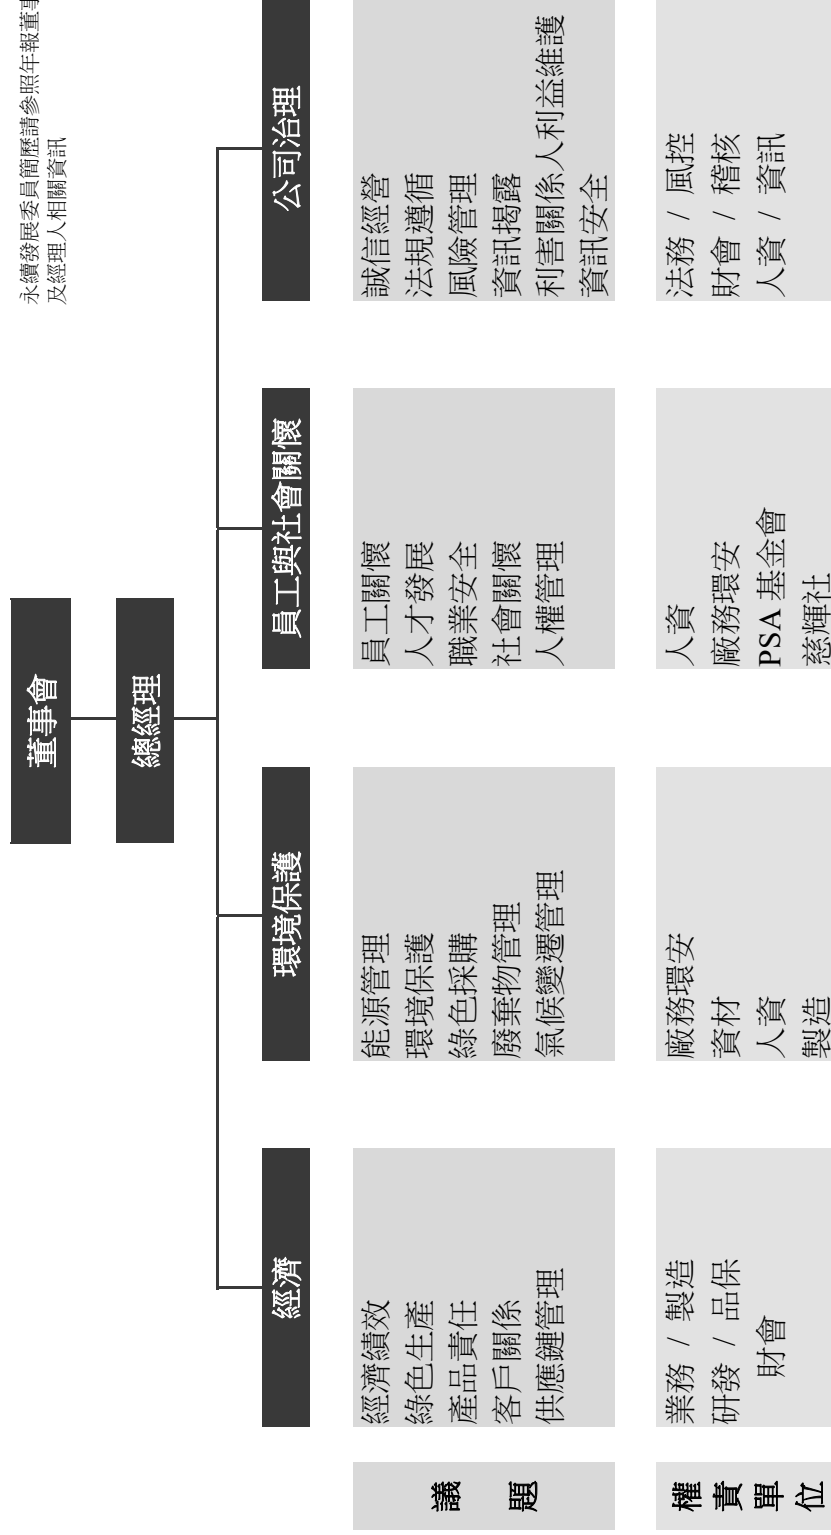 董事會
總經理
永續發展委員簡歷請參照年報董事
及經理人相關資訊
經濟
環境保護
員工與社會關懷
公司治理
議題
經濟績效
綠色生產
產品責任
客戶關係
供應鏈管理
能源管理
環境保護
綠色採購
廢棄物管理
氣候變遷管理
員工關懷
人才發展
職業安全
社會關懷
人權管理
誠信經營
法規遵循
風險管理
資訊揭露
利害關係人利益維護
資訊安全
權責單位
業務 / 製造
研發 / 品保
財會
廠務環安
資材
人資
製造
人資
廠務環安
PSA 基金會
慈輝社
法務 / 風控
財會 / 稽核
人資 / 資訊